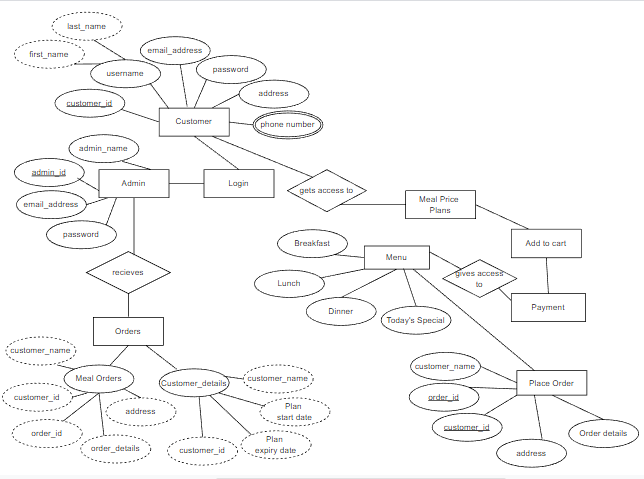 last_name
first_name
email_address
username
password
address
customer_id
Customer
phone number
admin_name
admin_id
Admin
Login
gets access to
email_address
Meal Price
Plans
password
Add to cart
Breakfast
Menu
recieves
gives access
to
Lunch
Payment
Dinner
Today's Special
Orders
customer_name
Meal Orders
Customer_details
customer_name
customer_name
Place Order
customer_id
order_id
address
Plan
start date
customer_id
Order details
order_id
order_details
customer_id
Plan
expiry date
address